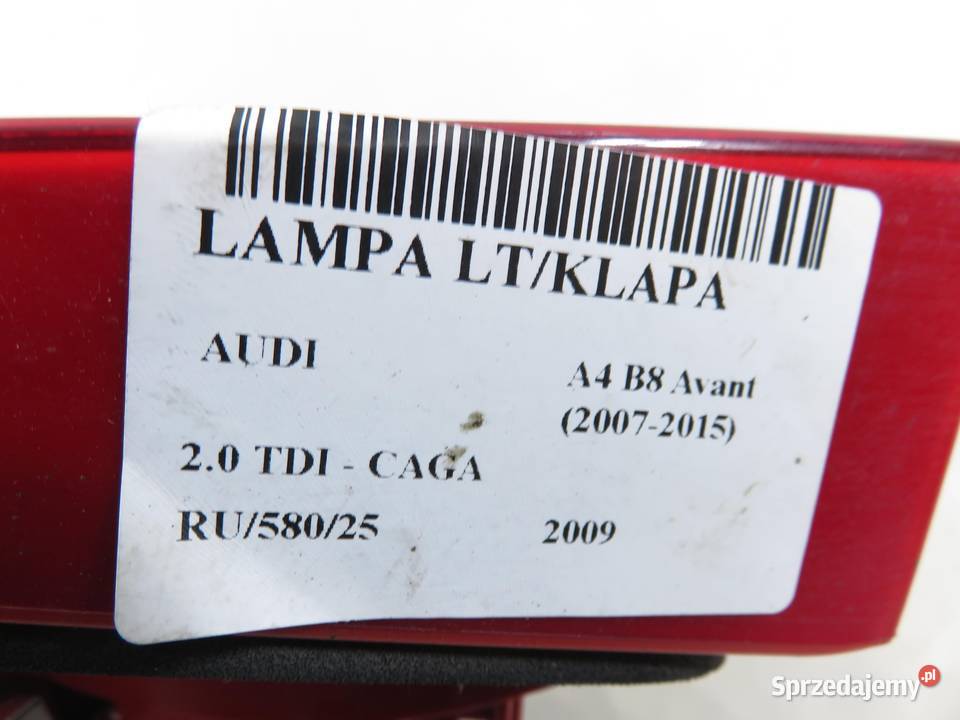 LAMPA LT/KLAPA
AUDI
A4 B8 Avant
(2007-2015)
2.0 TDI - CAGA
RU/580/25
2009
Sprzedajemy.pl